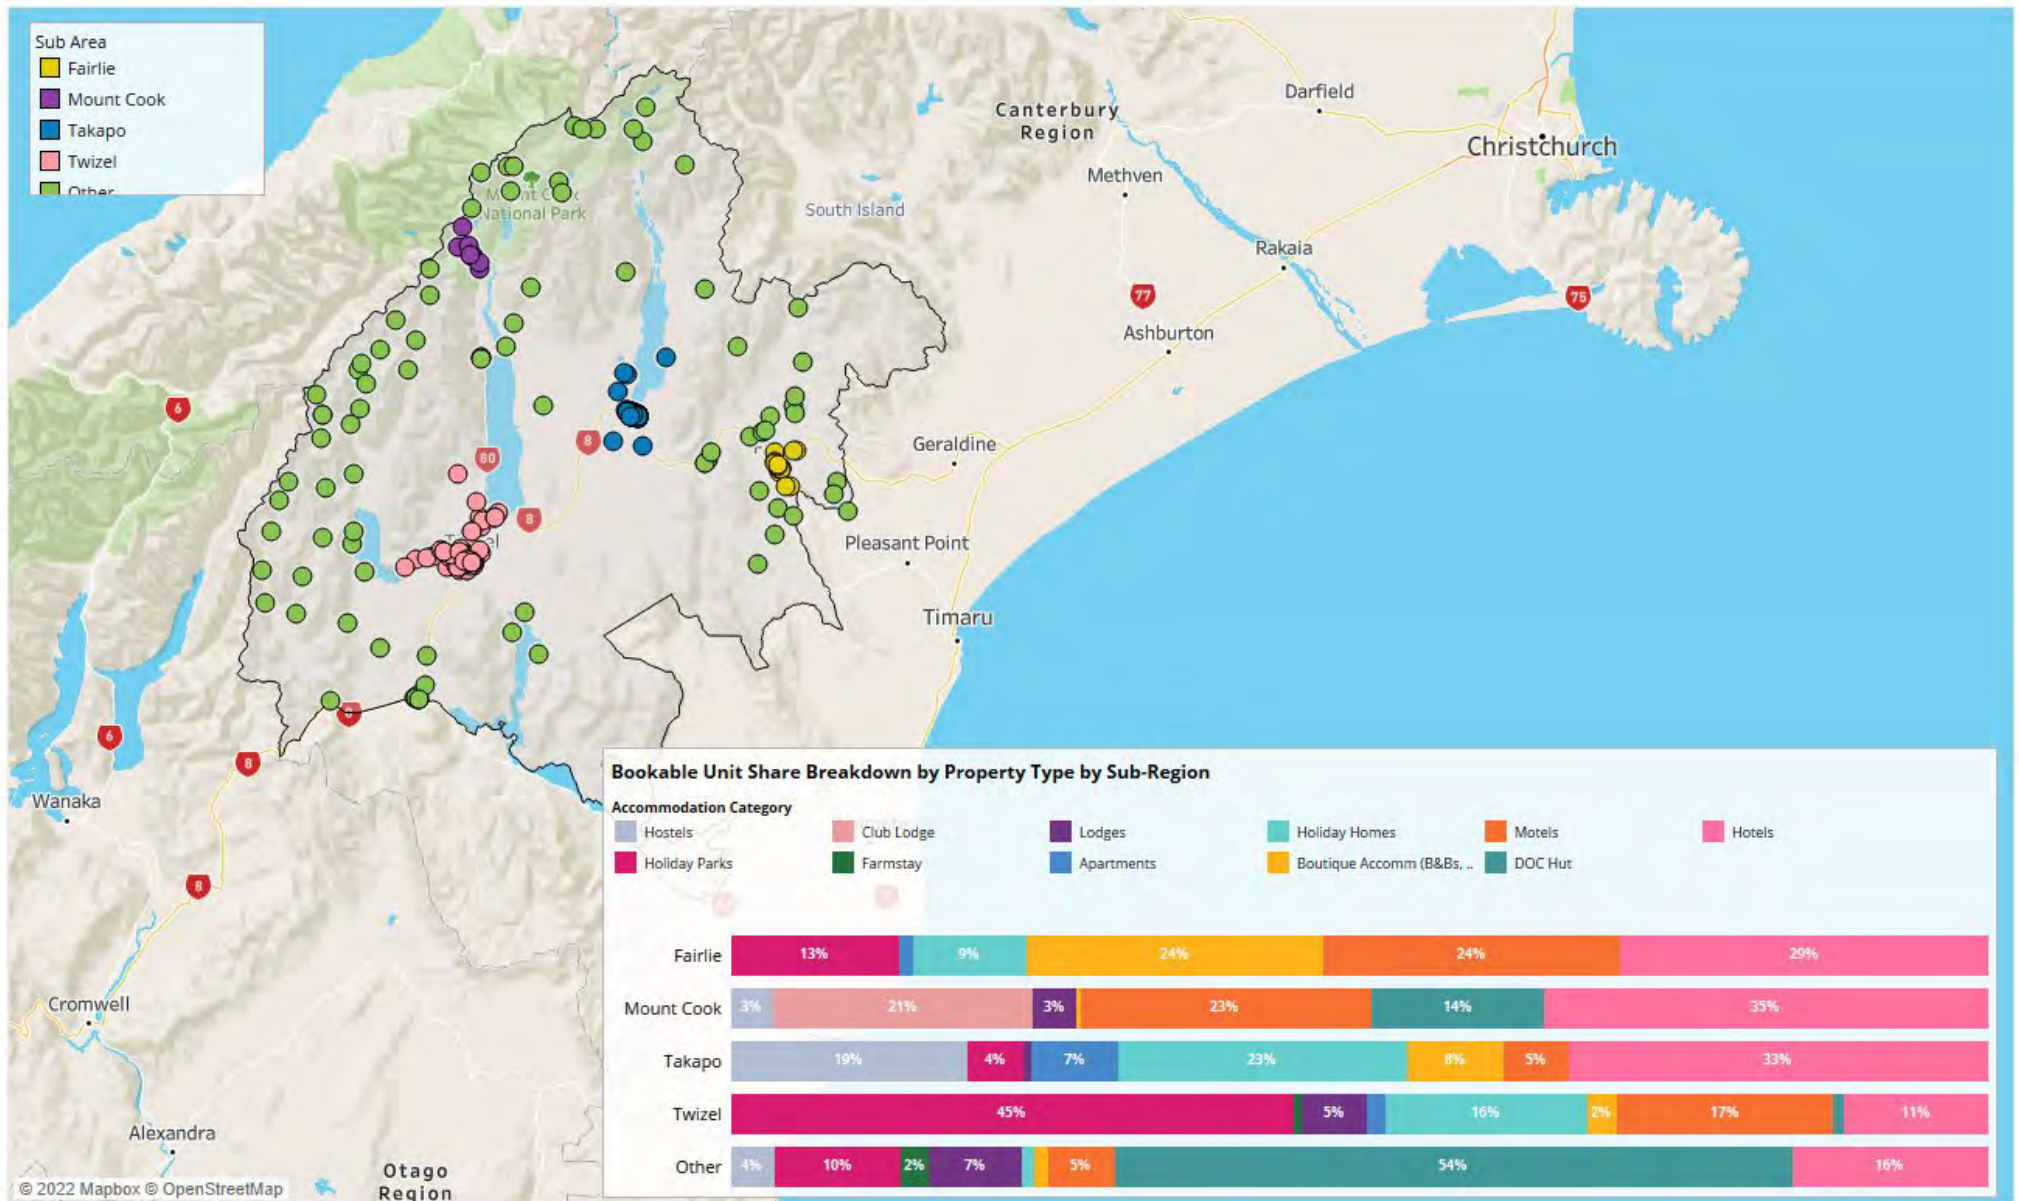 Sub Area
Fairlie
Mount Cook
Takapo
Twizel
Other
Canterbury
Region
Darfield
Christchurch
Methven
National Park
South Island
Rakaia
77
75
Ashburton
6
8
80
Geraldine
8
Pleasant Point
Timaru
6
8
Wanaka
8
Cromwell
Alexandra
Otago
Region
© 2022 Mapbox © OpenStreetMap
Bookable Unit Share Breakdown by Property Type by Sub-Region
Accommodation Category
Hostels
Club Lodge
Lodges
Holiday Homes
Motels
Hotels
Holiday Parks
Farmstay
Apartments
Boutique Accomm (B&Bs, ..
DOC Hut
Fairlie 13% 9% 24% 24% 29%
Mount Cook 3% 21% 3% 23% 14% 35%
Takapo 19% 4% 7% 23% 8% 5% 33%
Twizel 45% 5% 16% 2% 17% 11%
Other 4% 10% 2% 7% 5% 54% 16%